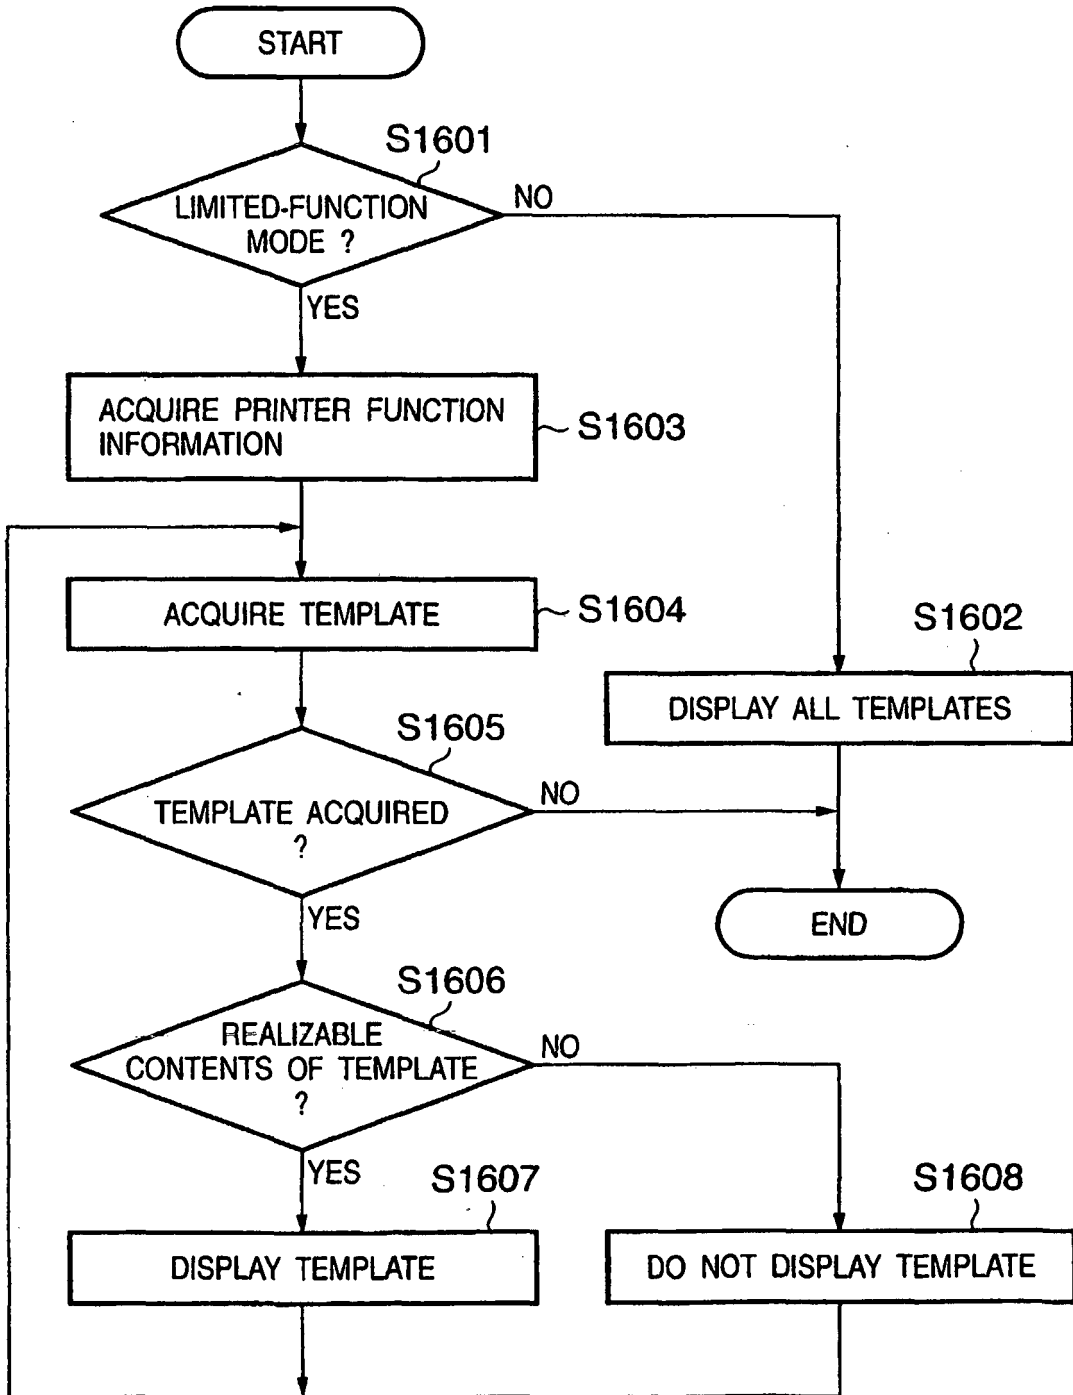 START
S1601
LIMITED-FUNCTION
MODE ?
NO
YES
ACQUIRE PRINTER FUNCTION
INFORMATION
S1603
ACQUIRE TEMPLATE
S1604
S1602
DISPLAY ALL TEMPLATES
S1605
TEMPLATE ACQUIRED
?
NO
YES
END
S1606
REALIZABLE
CONTENTS OF TEMPLATE
?
NO
YES
S1607
DISPLAY TEMPLATE
S1608
DO NOT DISPLAY TEMPLATE